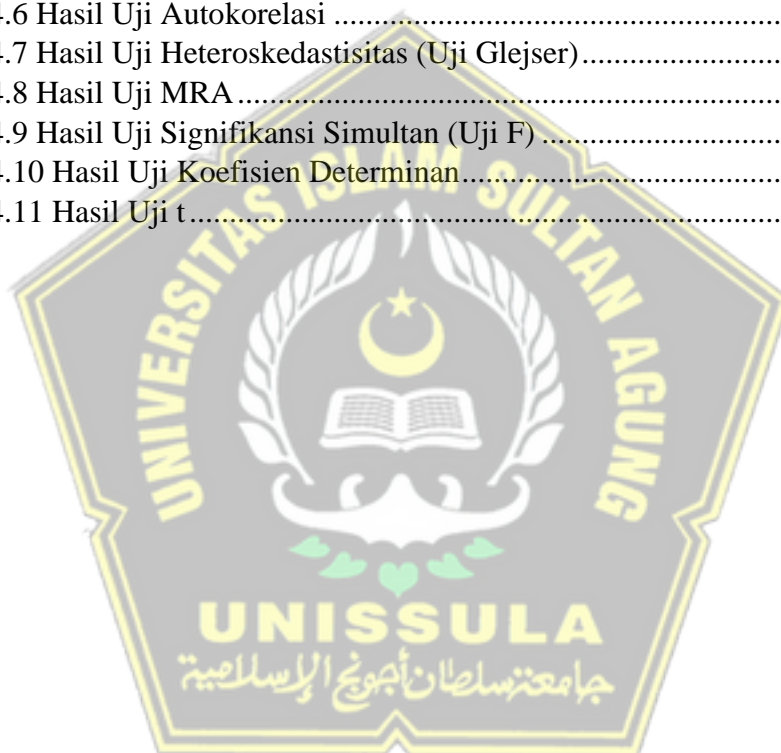 4.6 Hasil Uji Autokorelasi ........................................................................
4.7 Hasil Uji Heteroskedastisitas (Uji Glejser) ................................
4.8 Hasil Uji MRA .......................................................................................
4.9 Hasil Uji Signifikansi Simultan (Uji F) ......................................
4.10 Hasil Uji Koefisien Determinan ..................................................
4.11 Hasil Uji t ..............................................................................................
UNIVERSITAS ISLAM SULTAN AGUNG
UNISSULA
جامعة سلطان أجونج الإسلامية